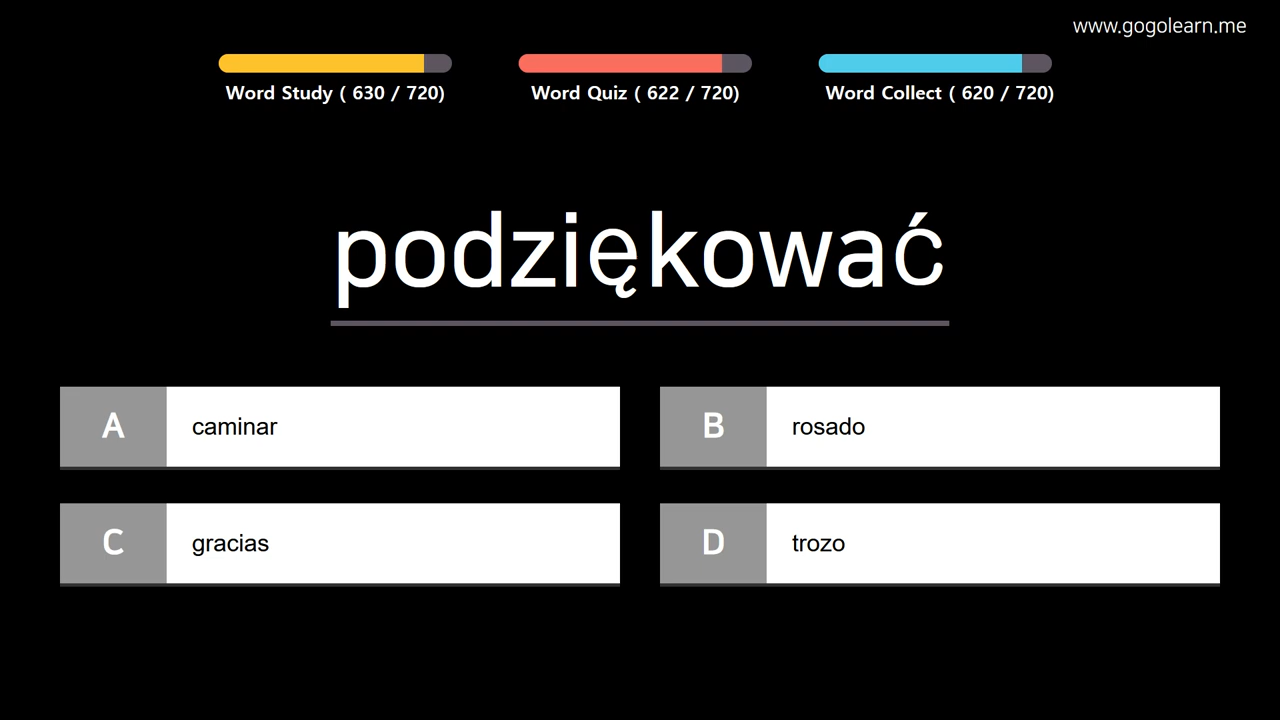 www.gogolearn.me
Word Study ( 630 / 720)
Word Quiz ( 622 / 720)
Word Collect ( 620 / 720)
podziękować
A caminar
B rosado
C gracias
D trozo